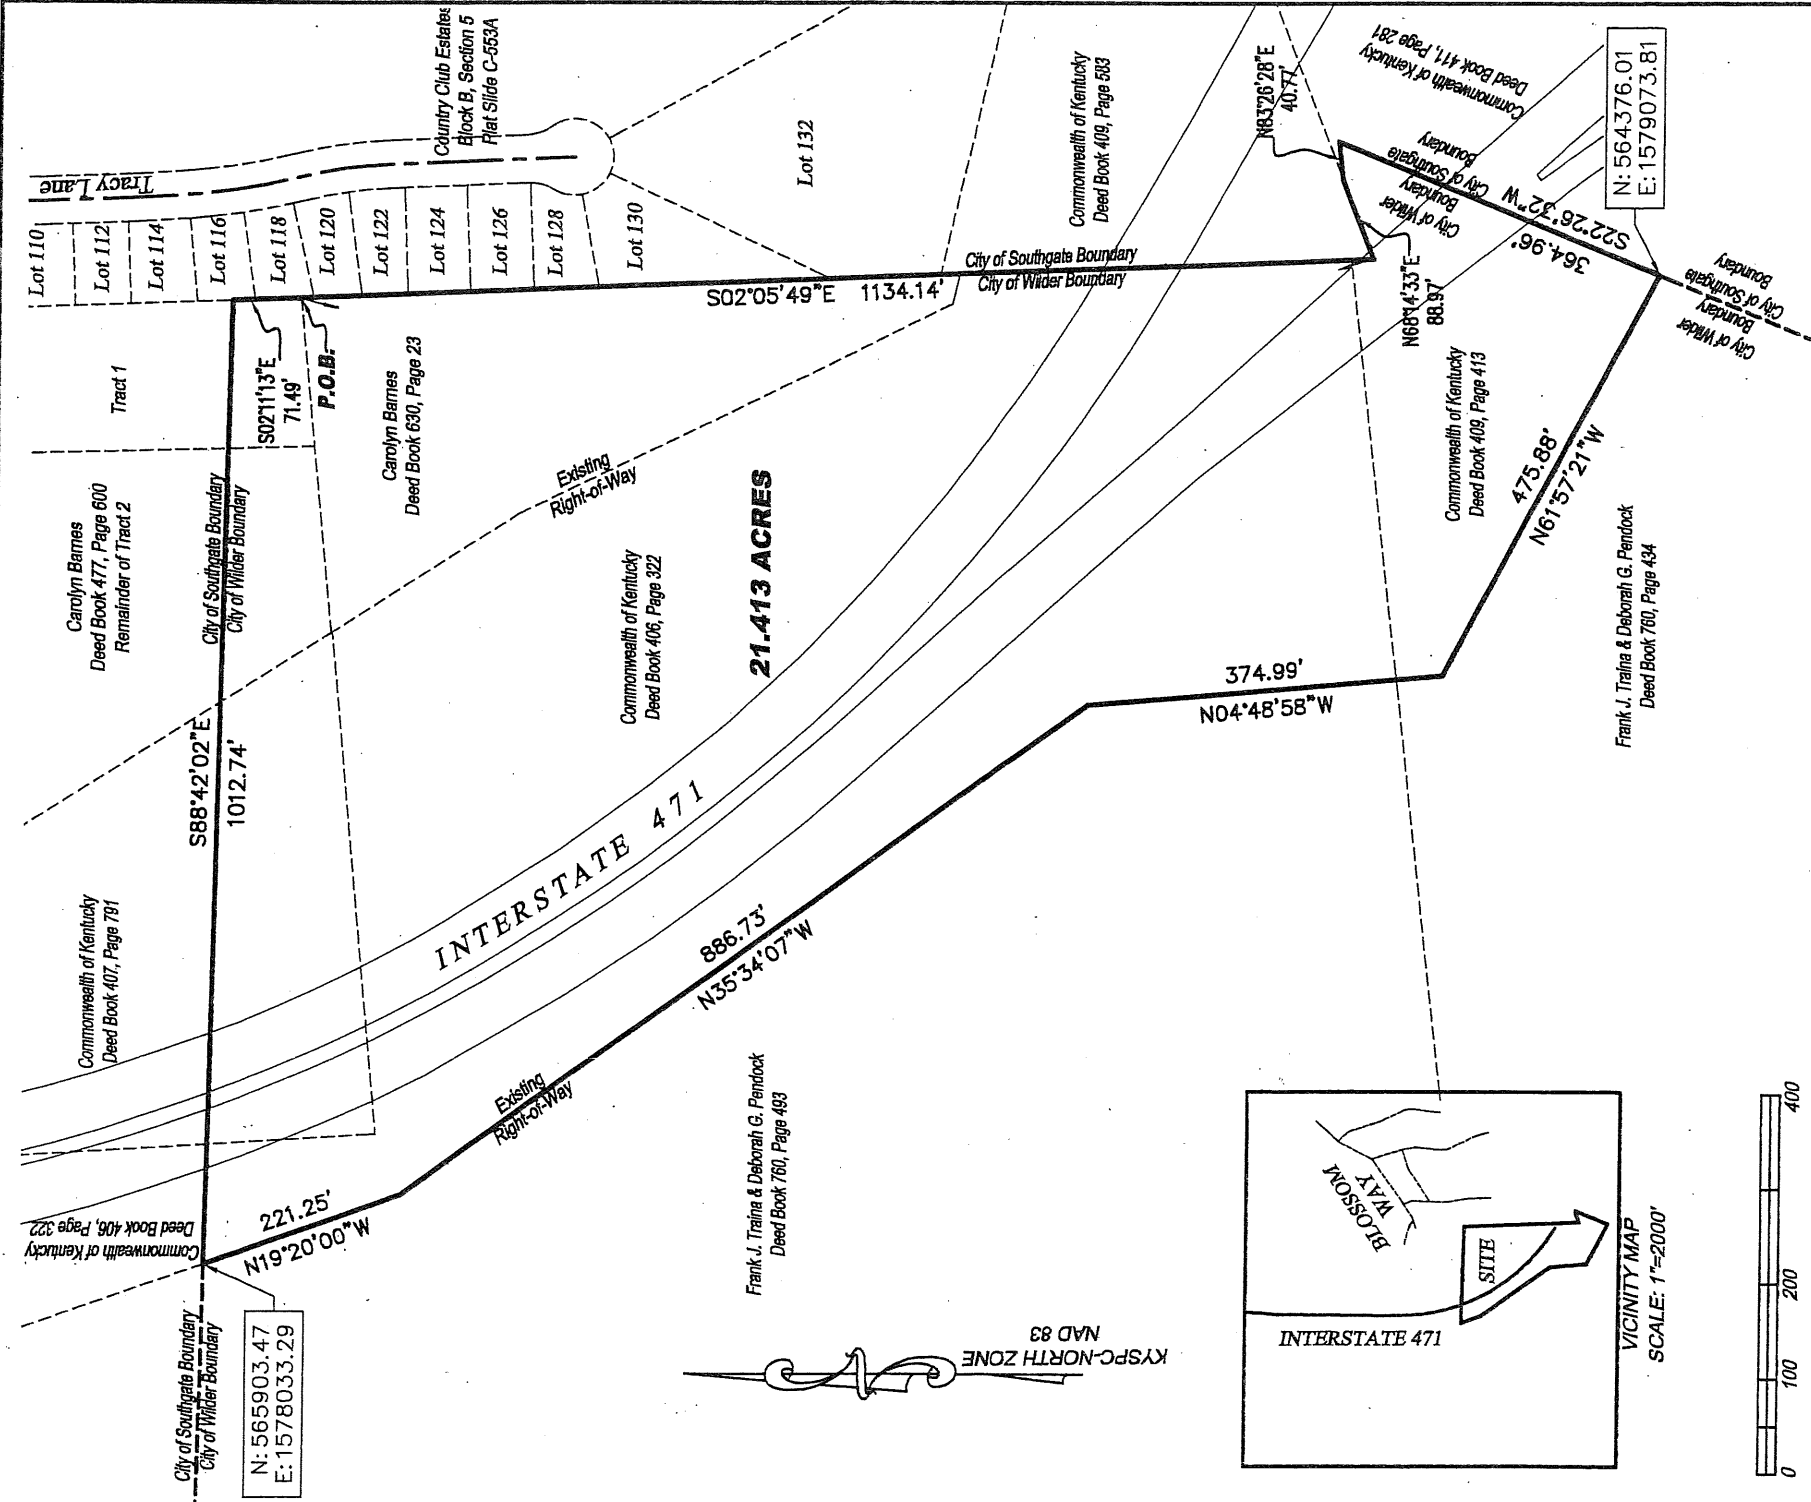 Country Club Estates
Block B, Section 5
Plat Slide C-553A
Tracy Lane
Lot 110
Lot 112
Lot 114
Lot 116
Lot 118
Lot 120
Lot 122
Lot 124
Lot 126
Lot 128
Lot 130
Lot 132
Tract 1
S02°11'13"E
71.49'
P.O.B.
Carolyn Barnes
Deed Book 630, Page 23
Carolyn Barnes
Deed Book 477, Page 600
Remainder of Tract 2
City of Southgate Boundary
City of Wilder Boundary
S88°42'02"E
1012.74'
Commonwealth of Kentucky
Deed Book 407, Page 791
Commonwealth of Kentucky
Deed Book 406, Page 322
City of Southgate Boundary
City of Wilder Boundary
N: 565903.47
E: 1578033.29
221.25'
N19°20'00"W
Existing
Right-of-Way
INTERSTATE 471
Existing
Right-of-Way
Commonwealth of Kentucky
Deed Book 406, Page 322
21.413 ACRES
S02°05'49"E 1134.14'
City of Southgate Boundary
City of Wilder Boundary
Commonwealth of Kentucky
Deed Book 409, Page 583
N83°26'28"E
40.77'
Commonwealth of Kentucky
Deed Book 411, Page 281
City of Southgate
Boundary
City of Wilder
Boundary
S22°26'32"W
364.96'
N68°14'33"E
88.97'
N: 564376.01
E: 1579073.81
City of Southgate
Boundary
City of Wilder
Boundary
Commonwealth of Kentucky
Deed Book 409, Page 413
475.88'
N61°57'21"W
Frank J. Traina & Deborah G. Pendock
Deed Book 760, Page 434
374.99'
N04°48'58"W
886.73'
N35°34'07"W
Frank J. Traina & Deborah G. Pendock
Deed Book 760, Page 493
KYSPC-NORTH ZONE
NAD 83
BLOSSOM
WAY
SITE
INTERSTATE 471
VICINITY MAP
SCALE: 1"=2000'
0 100 200 400